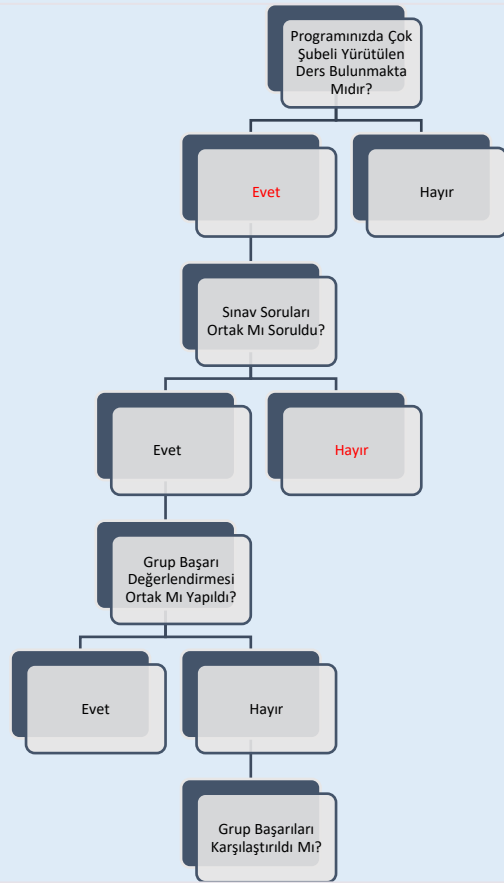 Programınızda Çok
Şubeli Yürütülen
Ders Bulunmakta
Mıdır?
Evet
Hayır
Sınav Soruları
Ortak Mı Soruldu?
Evet
Hayır
Grup Başarı
Değerlendirmesi
Ortak Mı Yapıldı?
Evet
Hayır
Grup Başarıları
Karşılaştırıldı Mı?